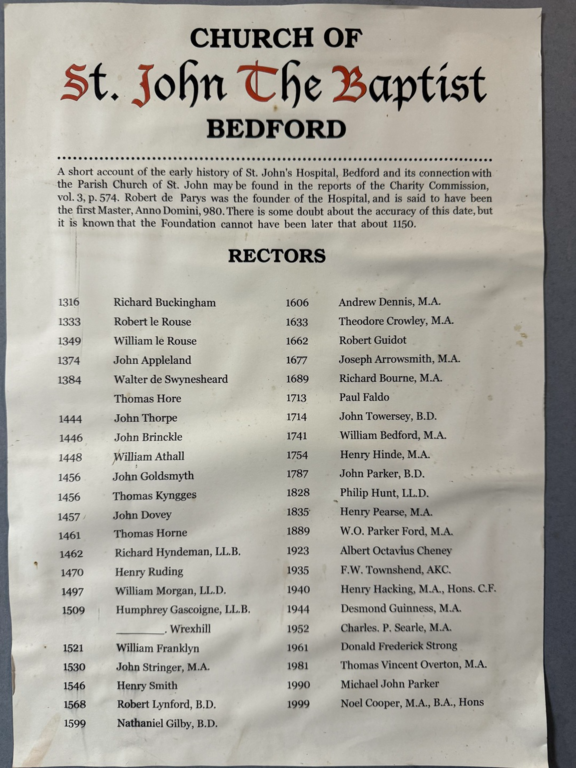 CHURCH OF
St. John The Baptist
BEDFORD
A short account of the early history of St. John's Hospital, Bedford and its connection with
the Parish Church of St. John may be found in the reports of the Charity Commission,
vol. 3, p. 574. Robert de Parys was the founder of the Hospital, and is said to have been
the first Master, Anno Domini, 980. There is some doubt about the accuracy of this date, but
it is known that the Foundation cannot have been later that about 1150.
RECTORS
1316 Richard Buckingham
1333 Robert le Rouse
1349 William le Rouse
1374 John Appleland
1384 Walter de Swynesheard
Thomas Hore
1444 John Thorpe
1446 John Brinckle
1448 William Athall
1456 John Goldsmyth
1456 Thomas Kyngges
1457 John Dovey
1461 Thomas Horne
1462 Richard Hyndeman, LL.B.
1470 Henry Ruding
1497 William Morgan, LL.D.
1509 Humphrey Gascoigne, LL.B.
________. Wrexhill
1521 William Franklyn
1530 John Stringer, M.A.
1546 Henry Smith
1568 Robert Lynford, B.D.
1599 Nathaniel Gilby, B.D.
1606 Andrew Dennis, M.A.
1633 Theodore Crowley, M.A.
1662 Robert Guidot
1677 Joseph Arrowsmith, M.A.
1689 Richard Bourne, M.A.
1713 Paul Faldo
1714 John Towersey, B.D.
1741 William Bedford, M.A.
1754 Henry Hinde, M.A.
1787 John Parker, B.D.
1828 Philip Hunt, LL.D.
1835 Henry Pearse, M.A.
1889 W.O. Parker Ford, M.A.
1923 Albert Octavius Cheney
1935 F.W. Townshend, AKC.
1940 Henry Hacking, M.A., Hons. C.F.
1944 Desmond Guinness, M.A.
1952 Charles. P. Searle, M.A.
1961 Donald Frederick Strong
1981 Thomas Vincent Overton, M.A.
1990 Michael John Parker
1999 Noel Cooper, M.A., B.A., Hons